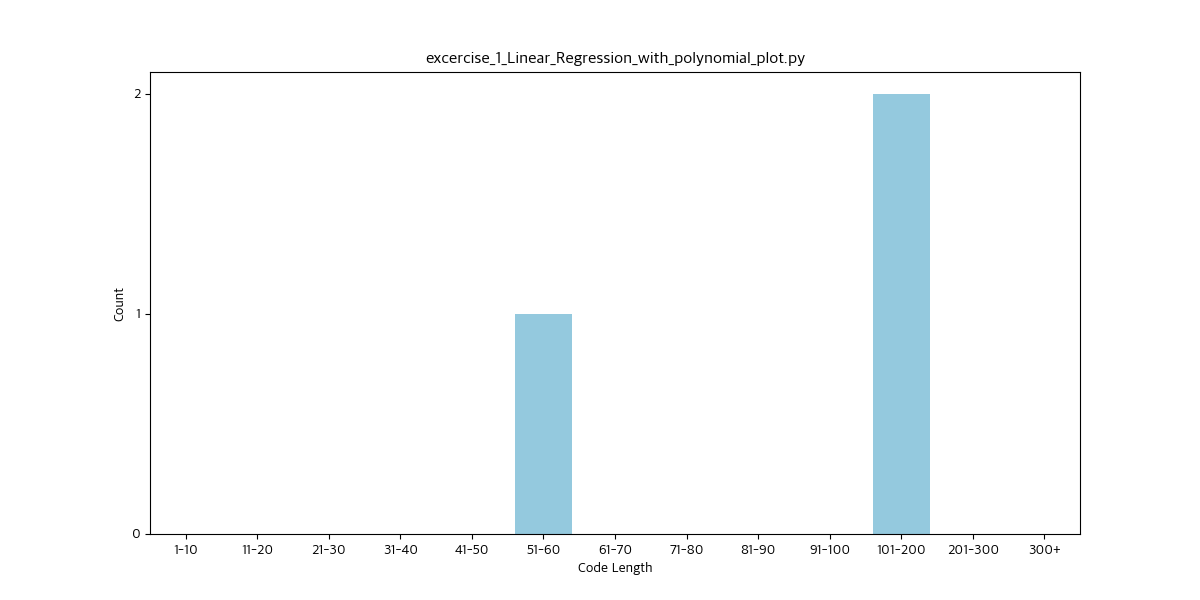 excercise_1_Linear_Regression_with_polynomial_plot.py
2
1
0
Count
1-10 11-20 21-30 31-40 41-50 51-60 61-70 71-80 81-90 91-100 101-200 201-300 300+
Code Length